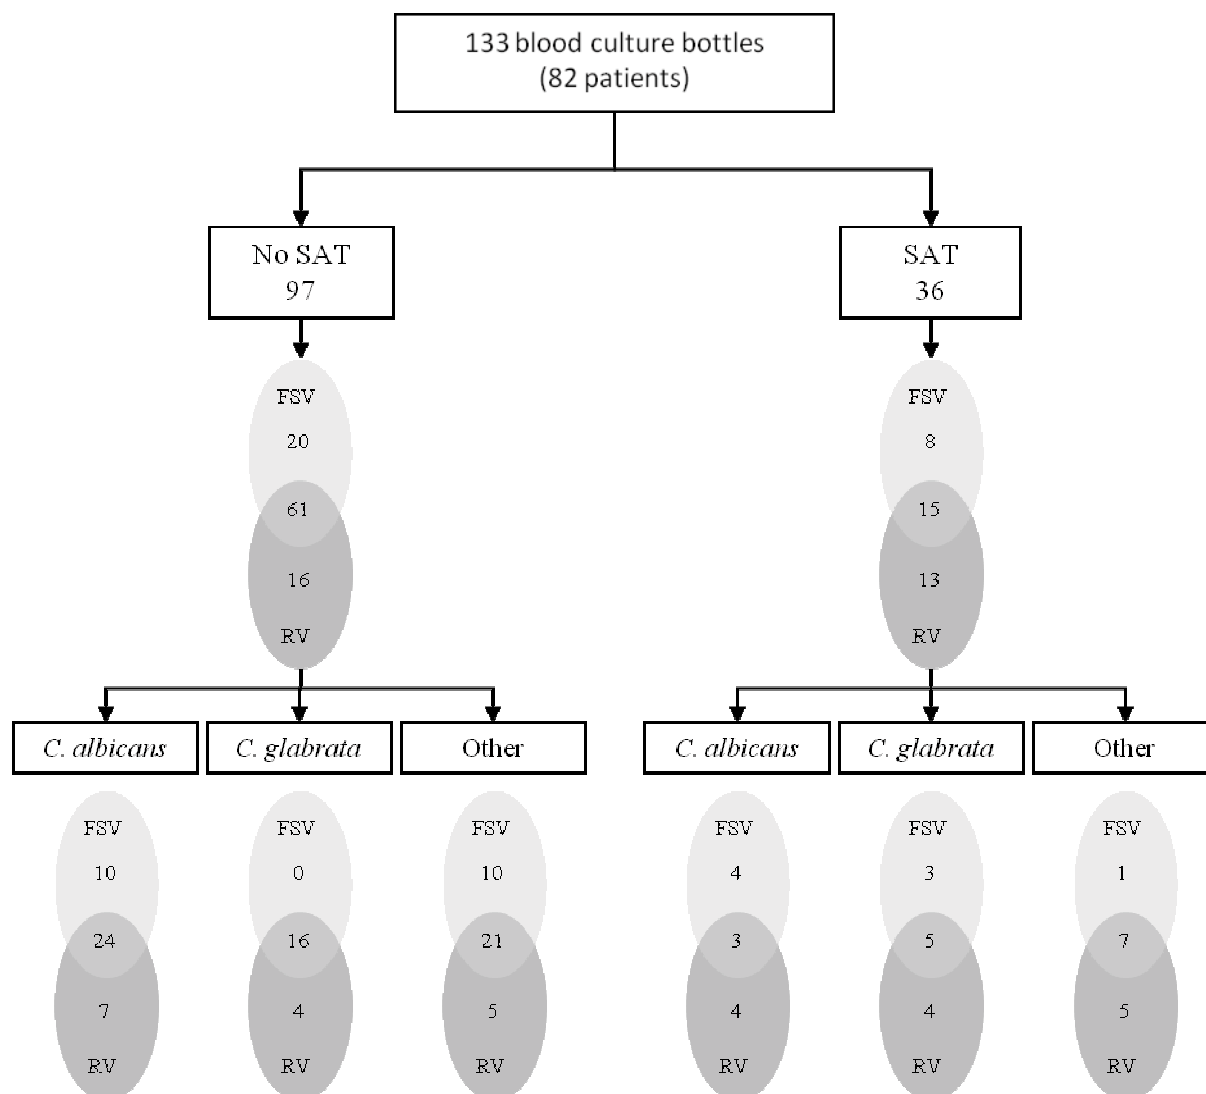 133 blood culture bottles
(82 patients)
No SAT
97
SAT
36
FSV
20
61
16
RV
FSV
8
15
13
RV
C. albicans
C. glabrata
Other
C. albicans
C. glabrata
Other
FSV
10
24
7
RV
FSV
0
16
4
RV
FSV
10
21
5
RV
FSV
4
3
4
RV
FSV
3
5
4
RV
FSV
1
7
5
RV